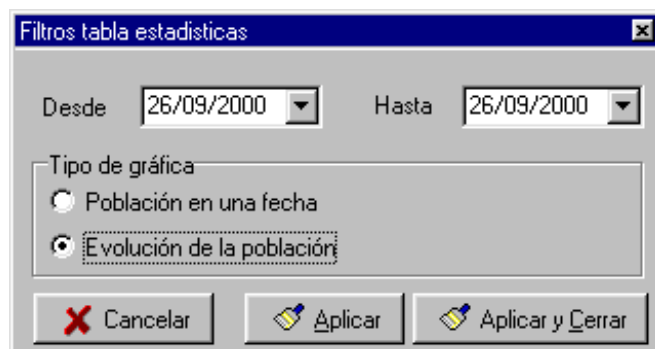 Filtros tabla estadisticas
Desde 26/09/2000 Hasta 26/09/2000
Tipo de gráfica
Población en una fecha
Evolución de la población
Cancelar Aplicar Aplicar y Cerrar